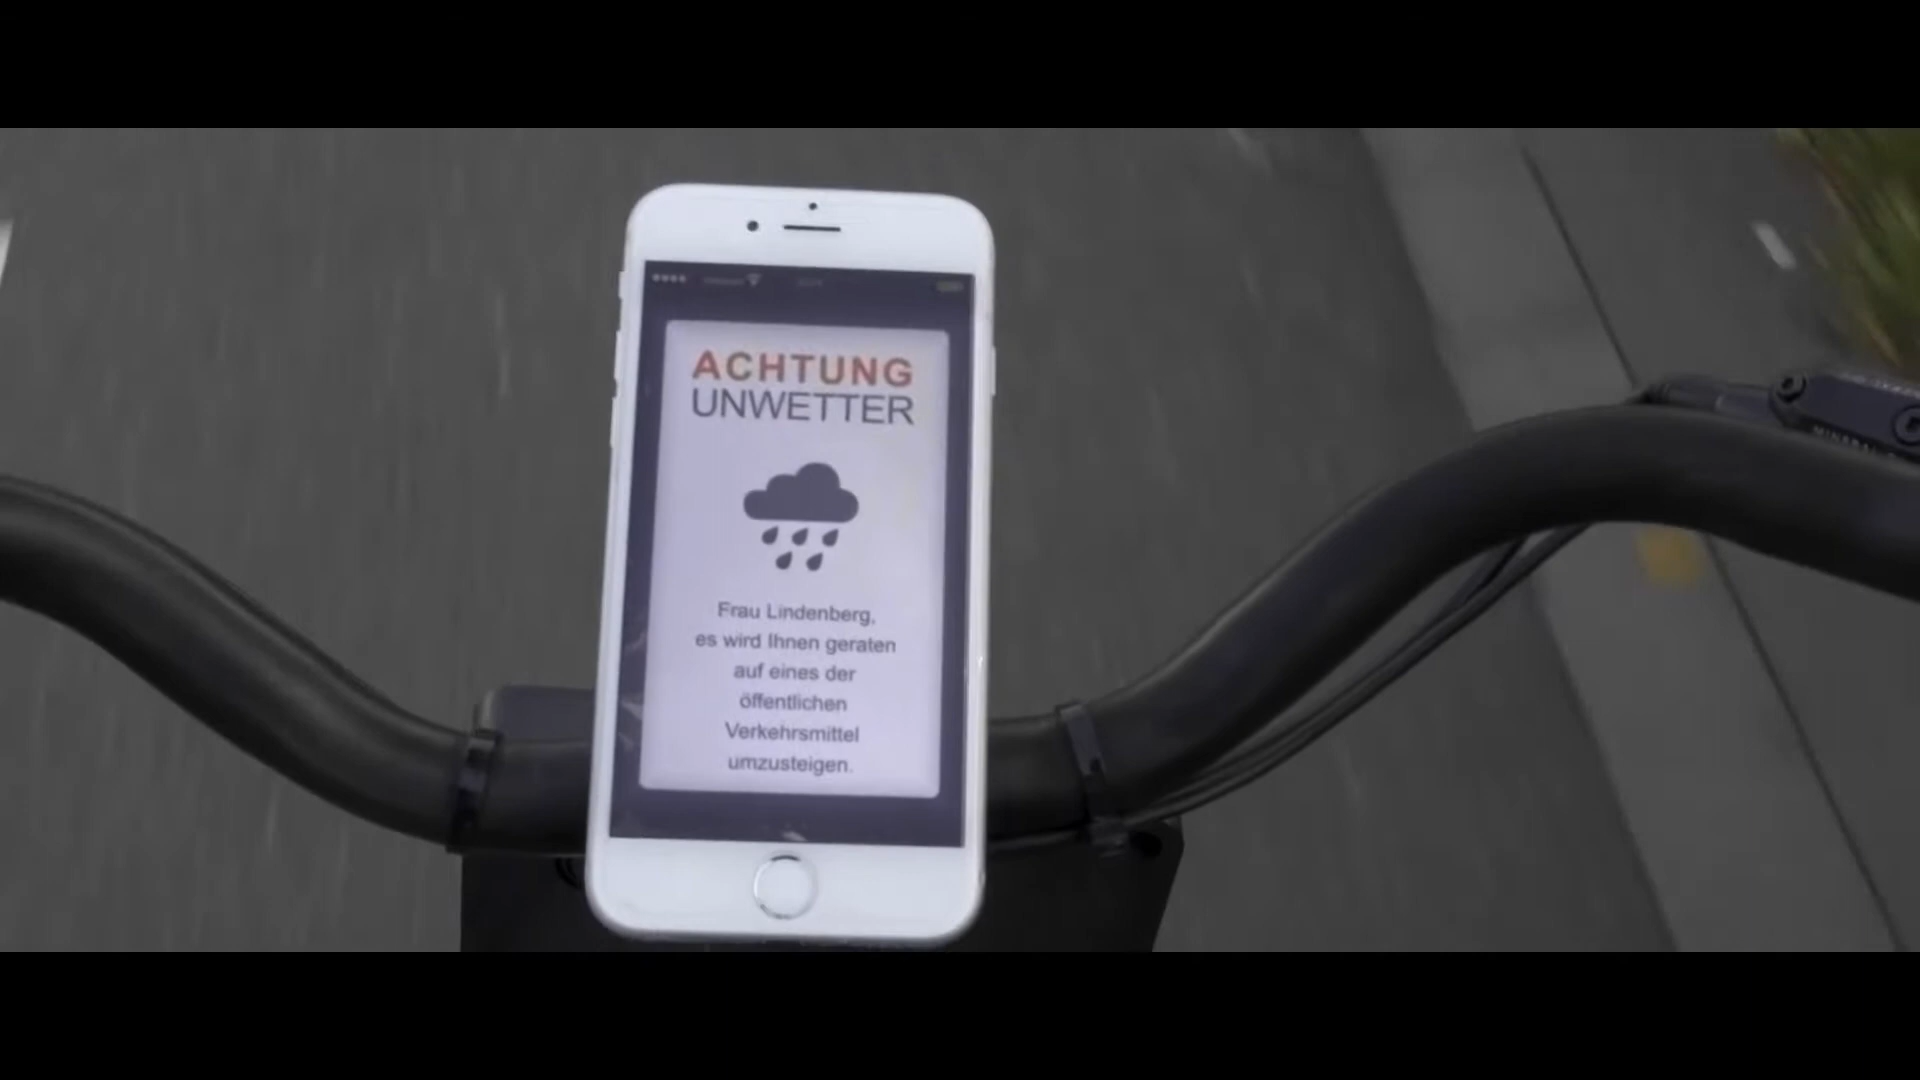 ACHTUNG
UNWETTER
Frau Lindenberg,
es wird Ihnen geraten
auf eines der
öffentlichen
Verkehrsmittel
umzusteigen.